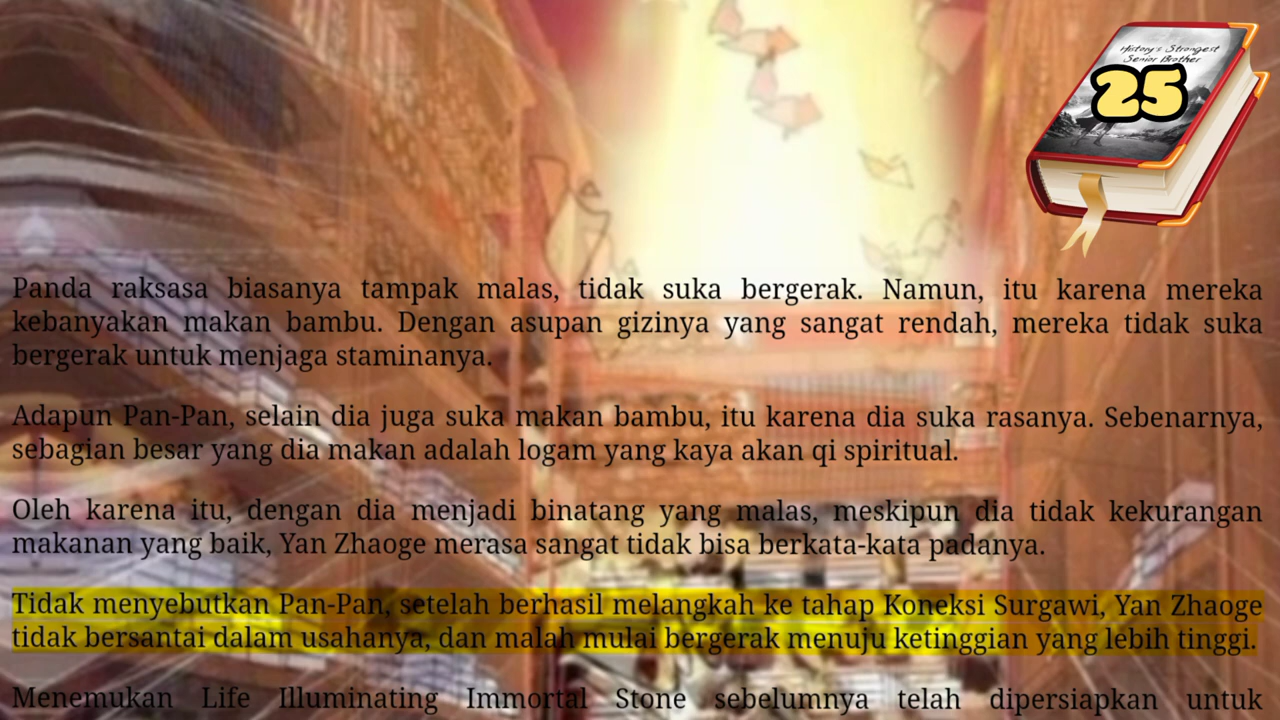 History's Strongest
Senior Brother
25
Panda raksasa biasanya tampak malas, tidak suka bergerak. Namun, itu karena mereka
kebanyakan makan bambu. Dengan asupan gizinya yang sangat rendah, mereka tidak suka
bergerak untuk menjaga staminanya.
Adapun Pan-Pan, selain dia juga suka makan bambu, itu karena dia suka rasanya. Sebenarnya,
sebagian besar yang dia makan adalah logam yang kaya akan qi spiritual.
Oleh karena itu, dengan dia menjadi binatang yang malas, meskipun dia tidak kekurangan
makanan yang baik, Yan Zhaoge merasa sangat tidak bisa berkata-kata padanya.
Tidak menyebutkan Pan-Pan, setelah berhasil melangkah ke tahap Koneksi Surgawi, Yan Zhaoge
tidak bersantai dalam usahanya, dan malah mulai bergerak menuju ketinggian yang lebih tinggi.
Menemukan Life Illuminating Immortal Stone sebelumnya telah dipersiapkan untuk